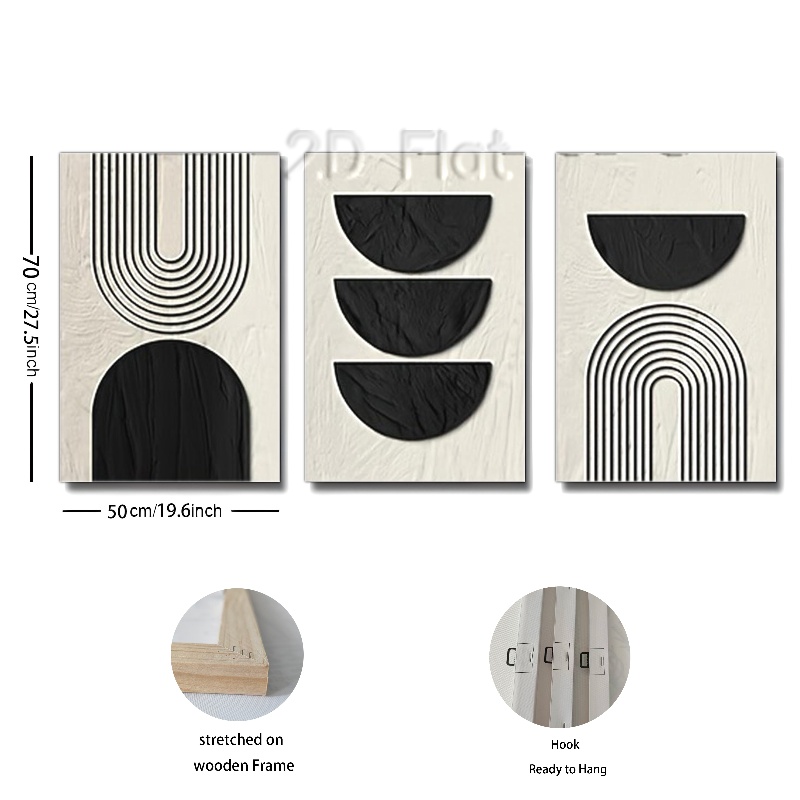 2D Flat
70 cm/27.5inch
50cm/19.6inch
stretched on
wooden Frame
Hook
Ready to Hang